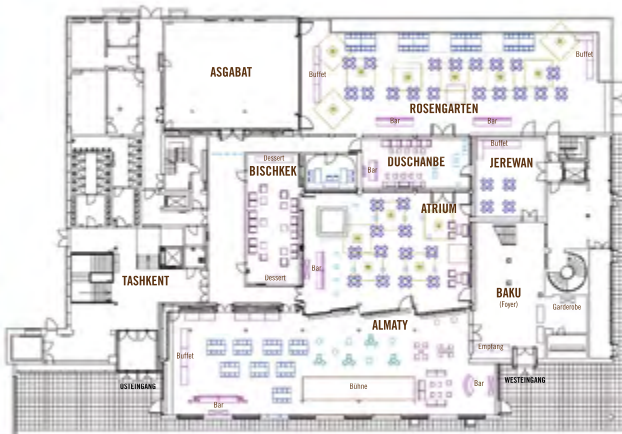 ASGABAT
Buffet
Buffet
ROSENGARTEN
Bar
Bar
Dessert
BISCHKEK
DUSCHANBE
Bar
Buffet
JEREWAN
ATRIUM
Bar
Dessert
TASHKENT
BAKU
(Foyer)
Garderobe
ALMATY
Buffet
Empfang
Bühne
Bar
Bar
OSTEINGANG
WESTEINGANG